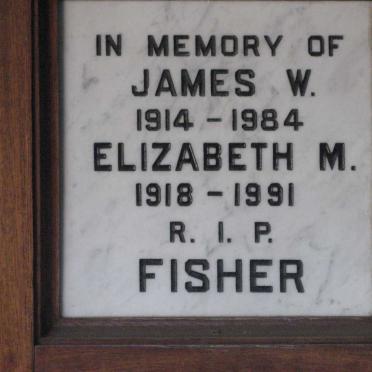 IN MEMORY OF
JAMES W.
1914 - 1984
ELIZABETH M.
1918 - 1991
R. I. P.
FISHER